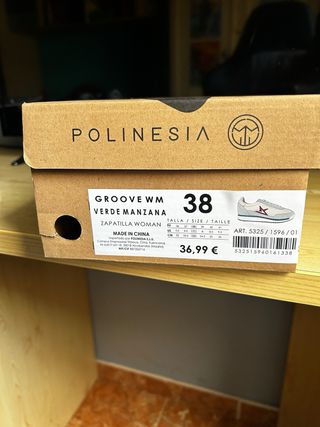 POLINESIA
GROOVE WM
VERDE MANZANA
ZAPATILLA WOMAN
MADE IN CHINA
38
TALLA / SIZE / TAILLE
36,99 €
ART. 5325 / 1596 / 01
532515960161338